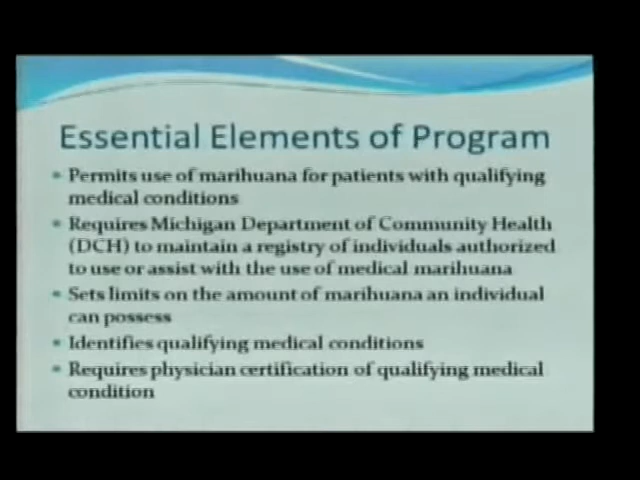 Essential Elements of Program
Permits use of marihuana for patients with qualifying
medical conditions
Requires Michigan Department of Community Health
(DCH) to maintain a registry of individuals authorized
to use or assist with the use of medical marihuana
Sets limits on the amount of marihuana an individual
can possess
Identifies qualifying medical conditions
Requires physician certification of qualifying medical
condition